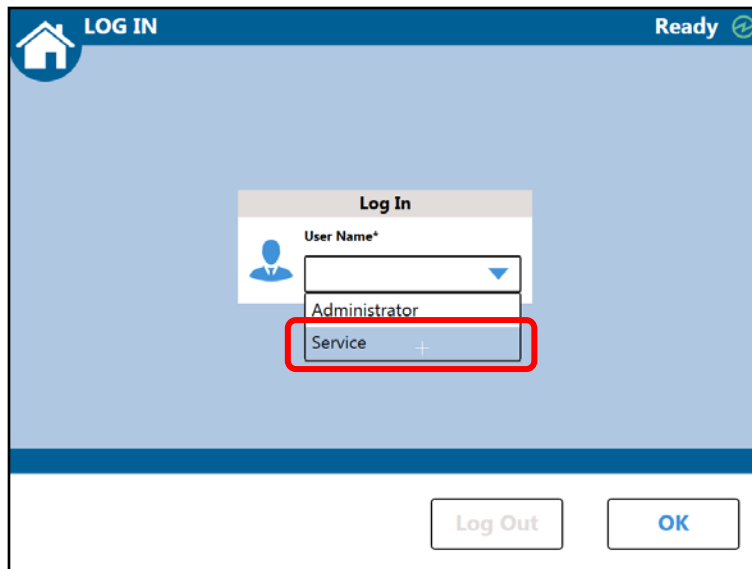 LOG IN
Ready
Log In
User Name*
Administrator
Service
Log Out
OK